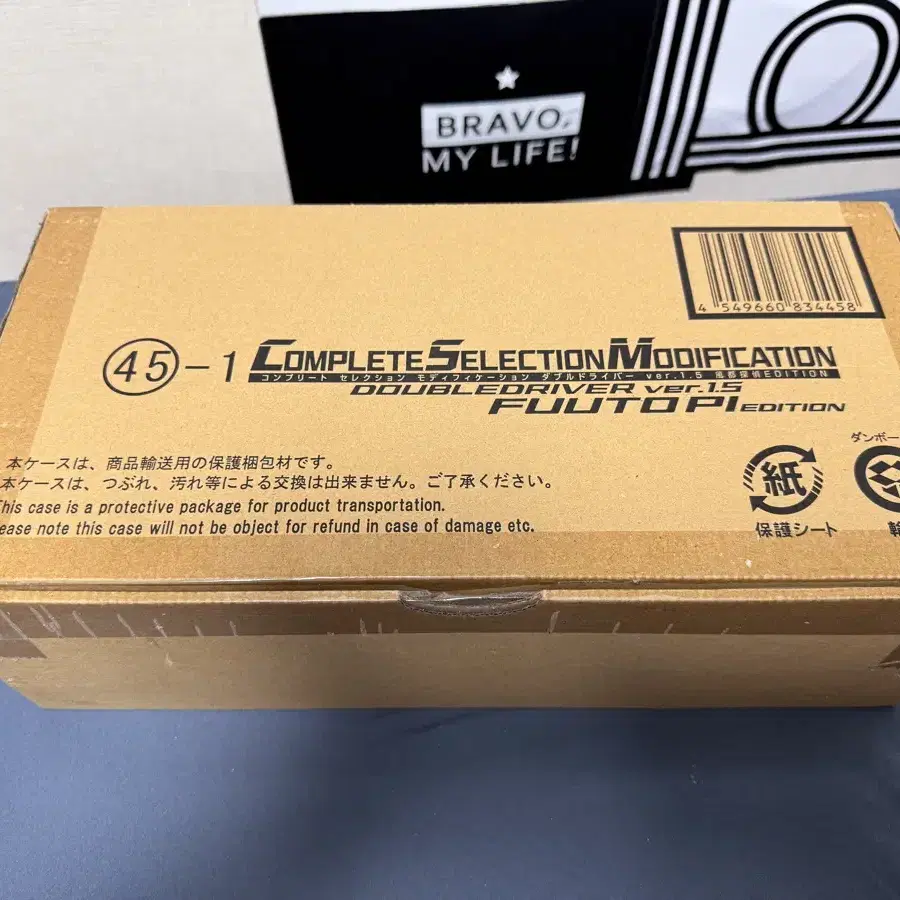 BRAVO,
MY LIFE!
4 549660 834458
45-1 COMPLETE SELECTION MODIFICATION
コンプリート セレクション モディフィケーション ダブルドライバー ver.1.5 風都探偵EDITION
DOUBLEDRIVER ver.1.5
FUUTO PI EDITION
本ケースは、商品輸送用の保護梱包材です。
本ケースは、つぶれ、汚れ等による交換は出来ません。ご了承ください。
This case is a protective package for product transportation.
ease note this case will not be object for refund in case of damage etc.
紙
保護シート
ダンボー
輸